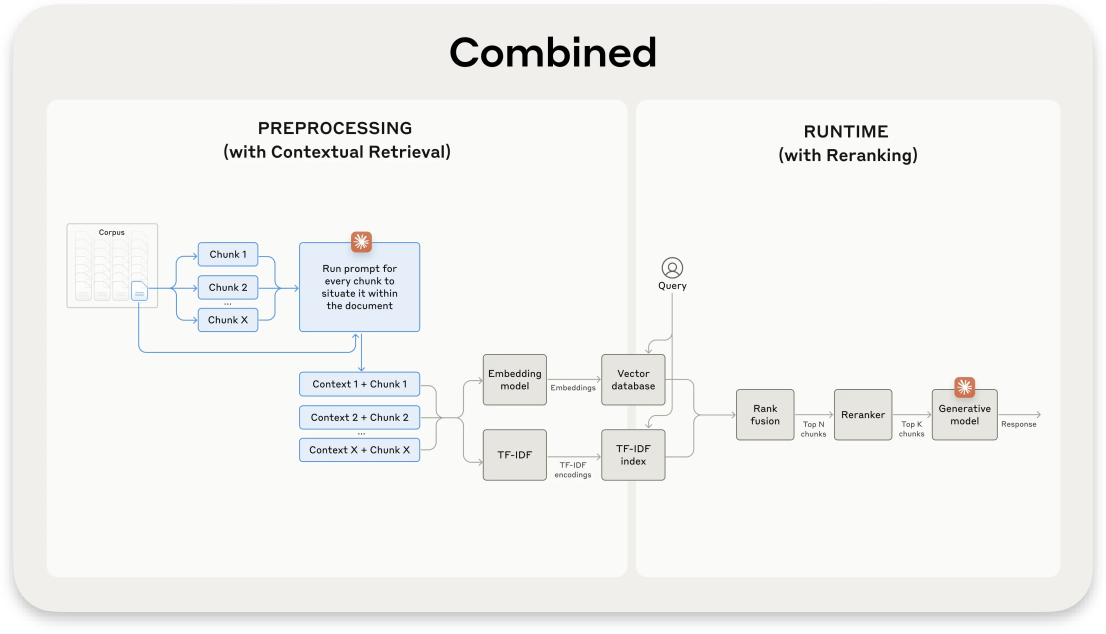 Combined
PREPROCESSING
(with Contextual Retrieval)
Corpus
Chunk 1
Chunk 2
...
Chunk X
Run prompt for
every chunk to
situate it within
the document
Context 1 + Chunk 1
Context 2 + Chunk 2
...
Context X + Chunk X
Embedding
model
Embeddings
Vector
database
TF-IDF
TF-IDF
encodings
TF-IDF
index
RUNTIME
(with Reranking)
Query
Rank
fusion
Top N
chunks
Reranker
Top K
chunks
Generative
model
Response